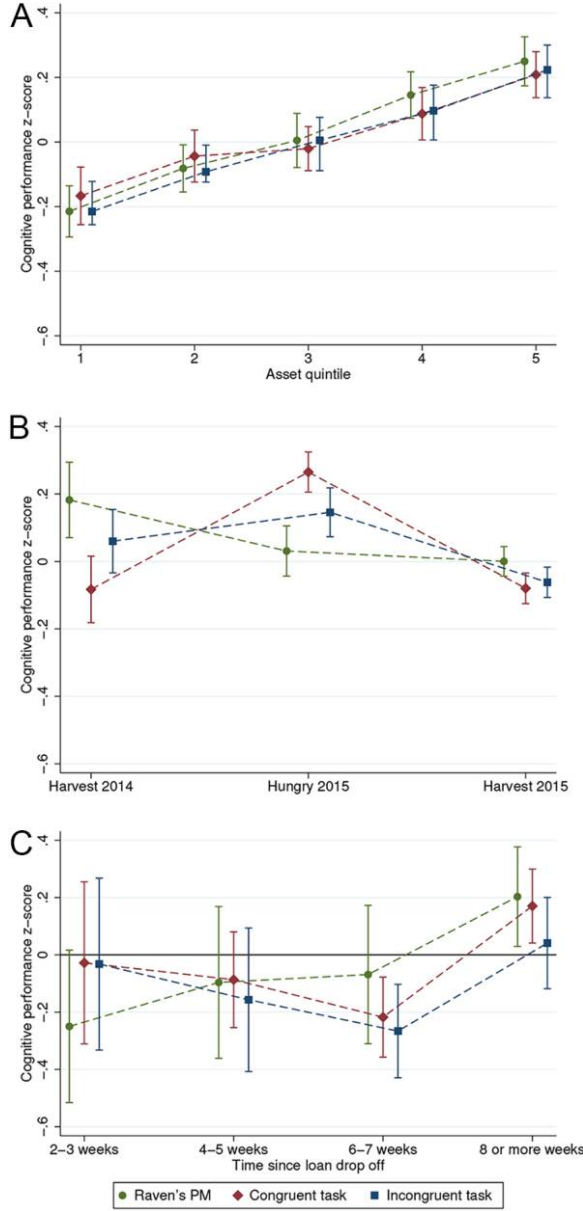 A
Cognitive performance z-score
.4
.2
0
-.2
-.4
-.6
1 2 3 4 5
Asset quintile
B
Cognitive performance z-score
.4
.2
0
-.2
-.4
-.6
Harvest 2014 Hungry 2015 Harvest 2015
C
Cognitive performance z-score
.4
.2
0
-.2
-.4
-.6
2–3 weeks 4–5 weeks 6–7 weeks 8 or more weeks
Time since loan drop off
Raven's PM Congruent task Incongruent task